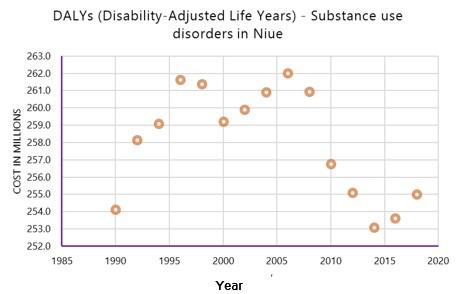 DALYs (Disability-Adjusted Life Years) - Substance use
disorders in Niue
COST IN MILLIONS
263.0
262.0
261.0
260.0
259.0
258.0
257.0
256.0
255.0
254.0
253.0
252.0
1985 1990 1995 2000 2005 2010 2015 2020
Year